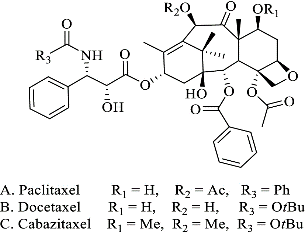 R₂O O OR₁
O
R₃ NH
O
O
OH
HO O O
O O
A. Paclitaxel R₁ = H, R₂ = Ac, R₃ = Ph
B. Docetaxel R₁ = H, R₂ = H, R₃ = OtBu
C. Cabazitaxel R₁ = Me, R₂ = Me, R₃ = OtBu